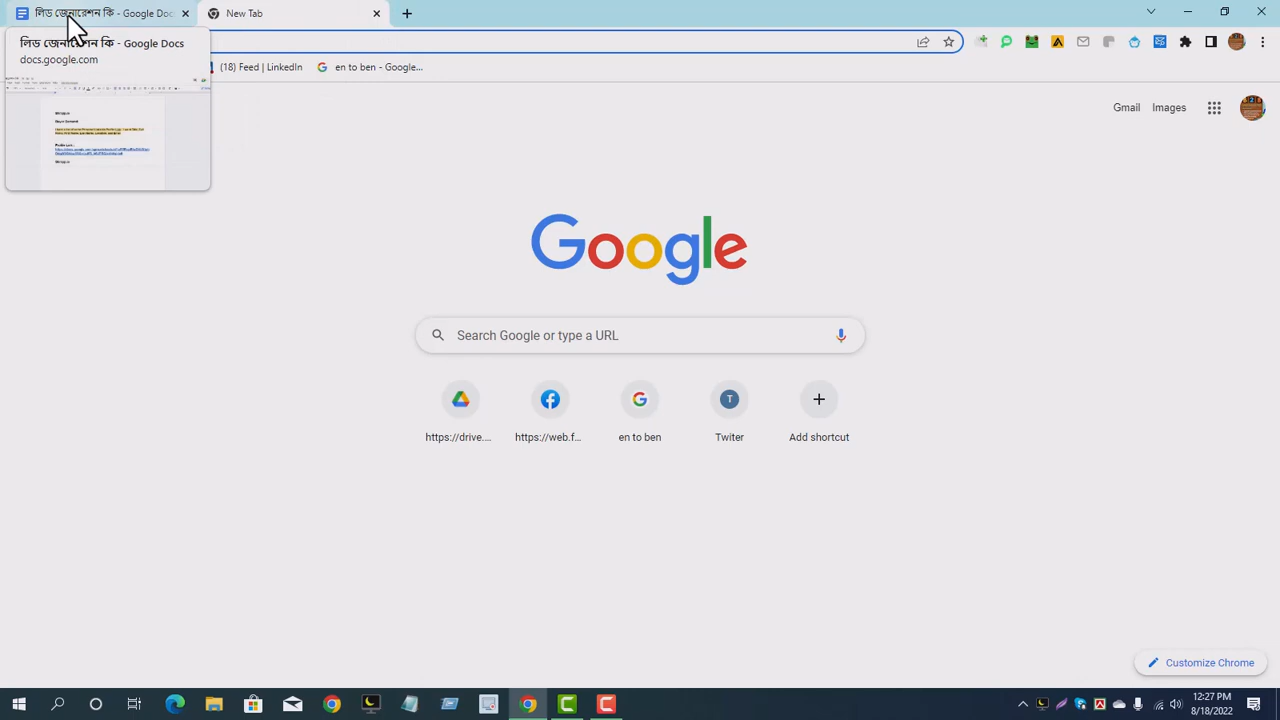 লিড জেনারেশন কি - Google Doc
New Tab
লিড জেনারেশন কি - Google Docs
docs.google.com
(18) Feed | LinkedIn
en to ben - Google...
Gmail
Images
Google
Search Google or type a URL
https://drive....
https://web.f...
en to ben
T
Twiter
Add shortcut
Customize Chrome
12:27 PM
8/18/2022